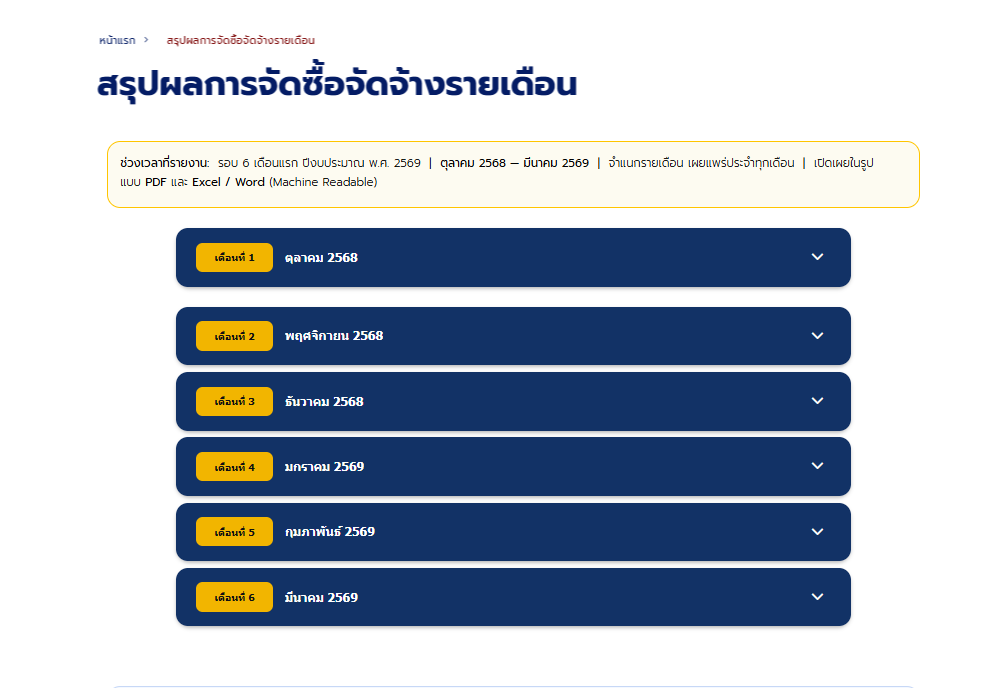 หน้าแรก > สรุปผลการจัดซื้อจัดจ้างรายเดือน
สรุปผลการจัดซื้อจัดจ้างรายเดือน
ช่วงเวลาที่รายงาน: รอบ 6 เดือนแรก ปีงบประมาณ พ.ศ. 2569 | ตุลาคม 2568 – มีนาคม 2569 | จำแนกรายเดือน เผยแพร่ประจำทุกเดือน | เปิดเผยในรูป
แบบ PDF และ Excel / Word (Machine Readable)
เดือนที่ 1 ตุลาคม 2568
เดือนที่ 2 พฤศจิกายน 2568
เดือนที่ 3 ธันวาคม 2568
เดือนที่ 4 มกราคม 2569
เดือนที่ 5 กุมภาพันธ์ 2569
เดือนที่ 6 มีนาคม 2569